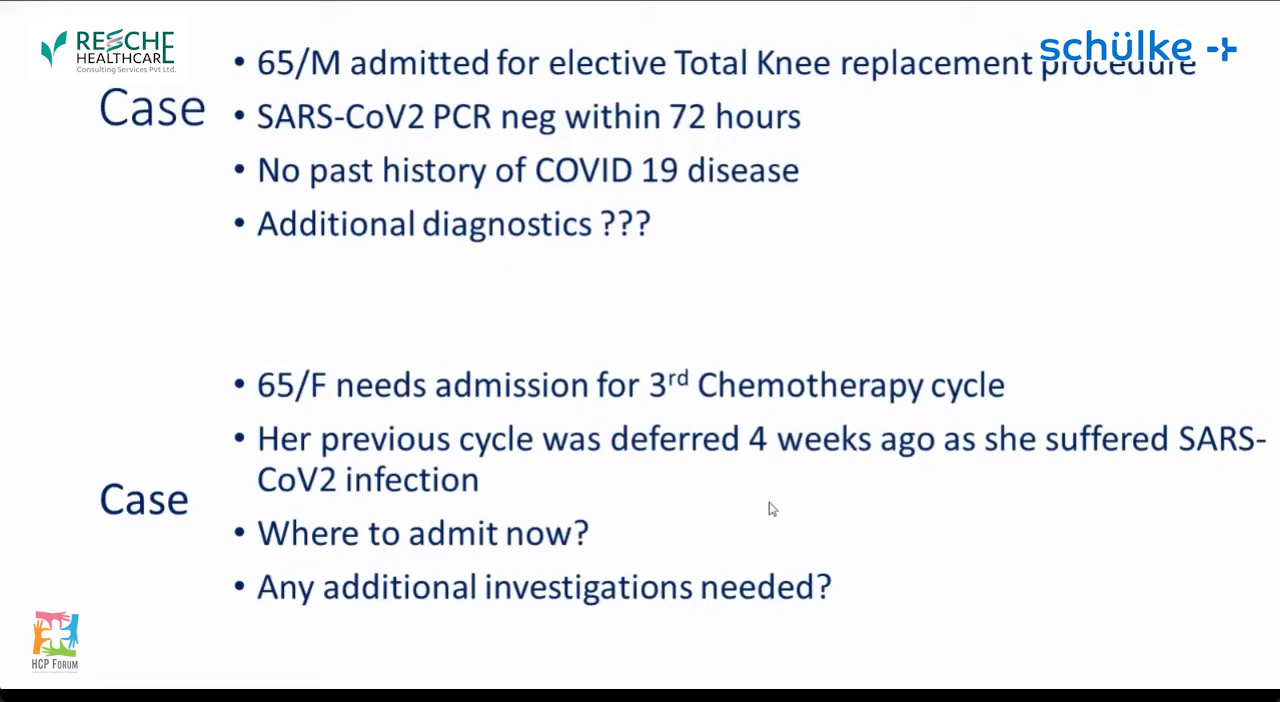 RESCHE
HEALTHCARE
Consulting Services Pvt Ltd.
schülke
Case
• 65/M admitted for elective Total Knee replacement procedure
• SARS-CoV2 PCR neg within 72 hours
• No past history of COVID 19 disease
• Additional diagnostics ???
Case
• 65/F needs admission for 3rd Chemotherapy cycle
• Her previous cycle was deferred 4 weeks ago as she suffered SARS-
CoV2 infection
• Where to admit now?
• Any additional investigations needed?
HCP FORUM